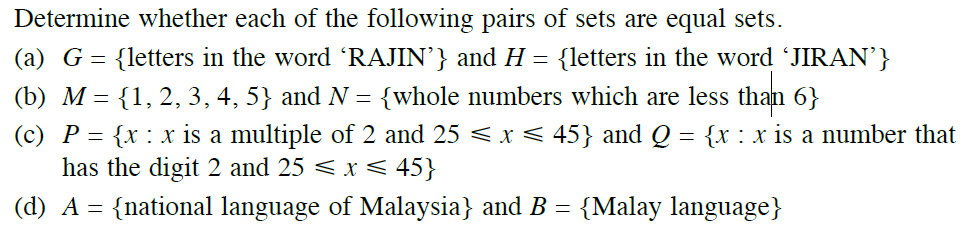 Determine whether each of the following pairs of sets are equal sets.
(a) G = {letters in the word ‘RAJIN’} and H = {letters in the word ‘JIRAN’}
(b) M = {1, 2, 3, 4, 5} and N = {whole numbers which are less than 6}
(c) P = {x : x is a multiple of 2 and 25 ⩽ x ⩽ 45} and Q = {x : x is a number that
has the digit 2 and 25 ⩽ x ⩽ 45}
(d) A = {national language of Malaysia} and B = {Malay language}